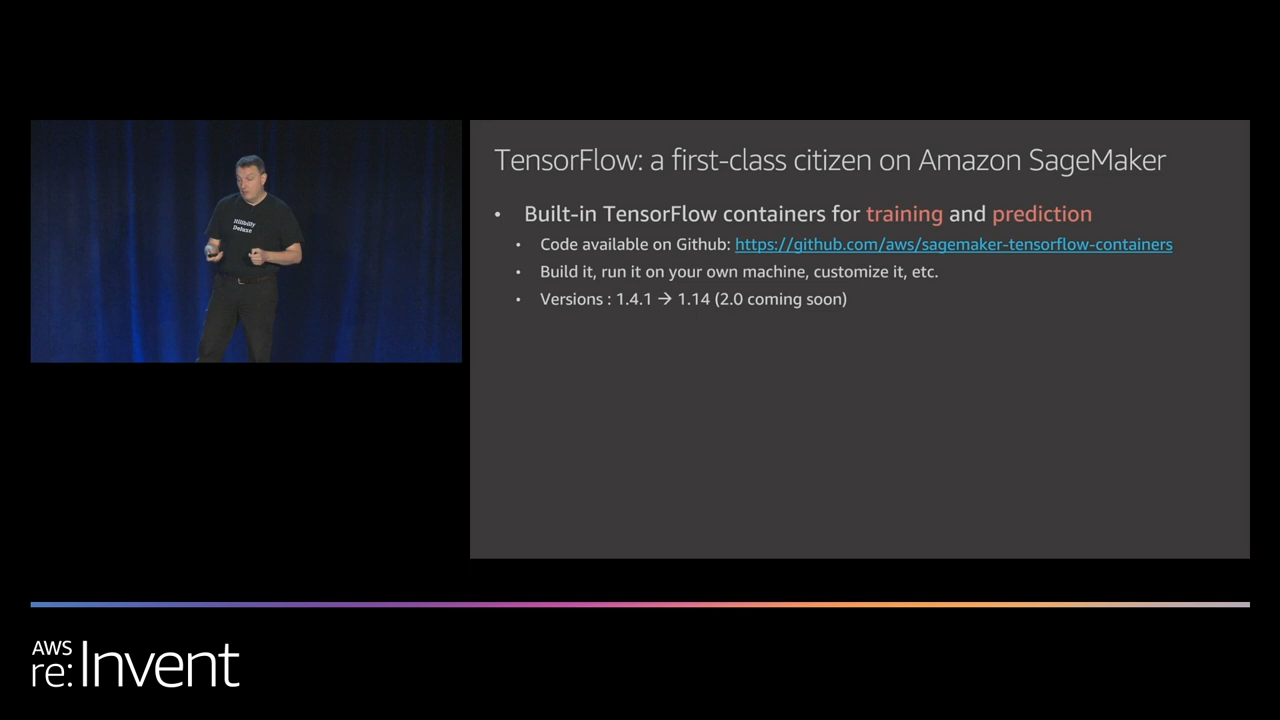 TensorFlow: a first-class citizen on Amazon SageMaker
• Built-in TensorFlow containers for training and prediction
• Code available on Github: https://github.com/aws/sagemaker-tensorflow-containers
• Build it, run it on your own machine, customize it, etc.
• Versions : 1.4.1 → 1.14 (2.0 coming soon)
Hillbilly
Deluxe
AWS
re:Invent